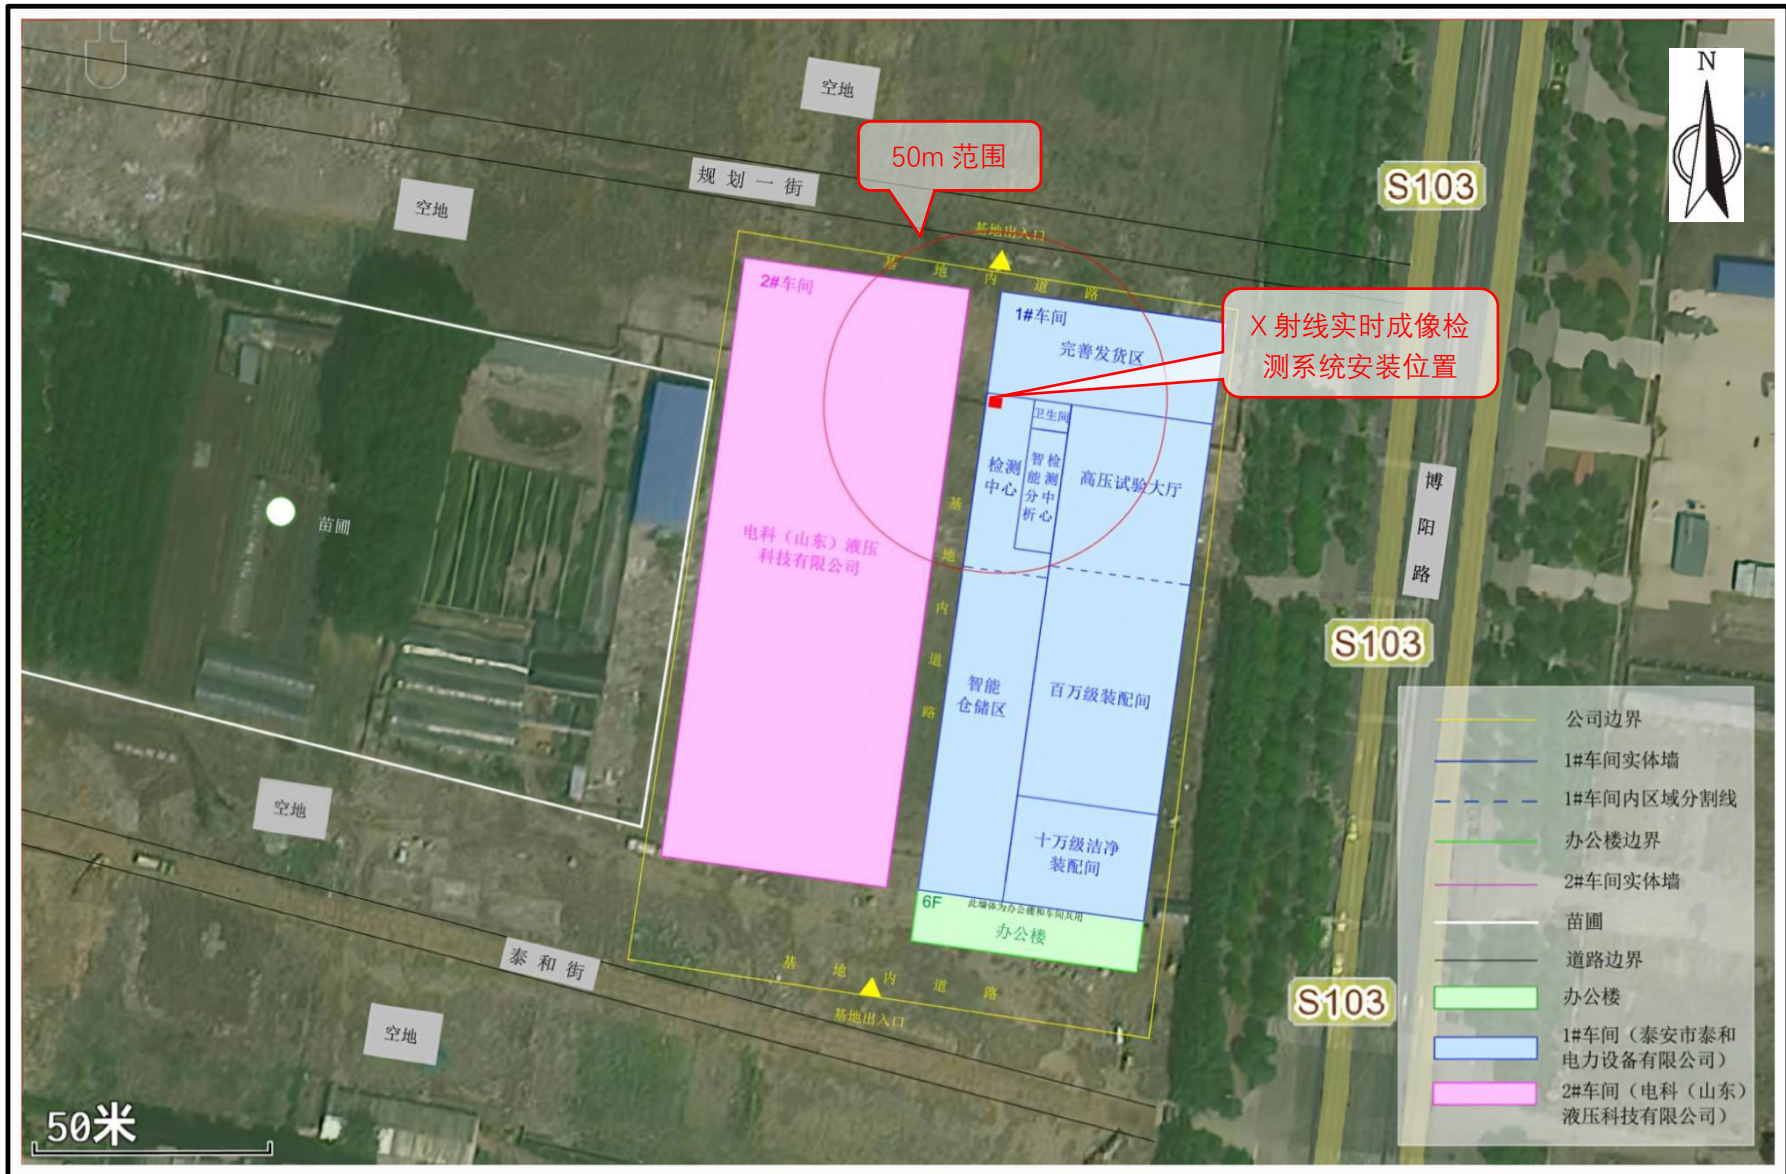 空地
N
50m 范围
S103
规划一街
空地
基地出入口
基地内道路
2#车间
1#车间
X 射线实时成像检
测系统安装位置
完善发货区
卫生间
检测
中心
检测中心
智能分析
高压试验大厅
博阳路
苗圃
电科（山东）液压
科技有限公司
基地内道路
S103
智能
仓储区
百万级装配间
空地
十万级洁净
装配间
6F
此墙体为办公楼和车间共用
办公楼
泰和街
基地内道路
基地出入口
S103
空地
50米
公司边界
1#车间实体墙
1#车间内区域分割线
办公楼边界
2#车间实体墙
苗圃
道路边界
办公楼
1#车间（泰安市泰和
电力设备有限公司）
2#车间（电科（山东）
液压科技有限公司）